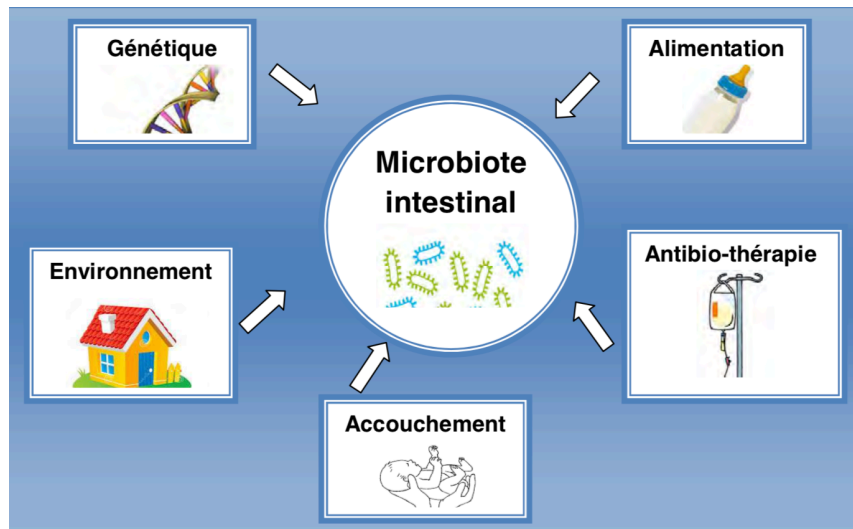 Génétique
Alimentation
Microbiote
intestinal
Environnement
Antibio-thérapie
Accouchement